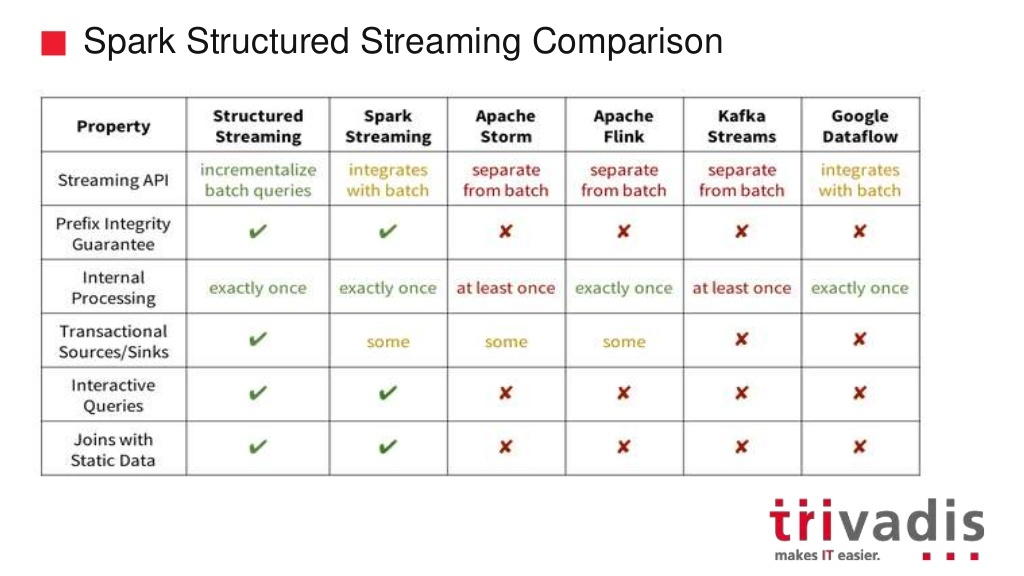 Spark Structured Streaming Comparison
Property
Structured
Streaming
Spark
Streaming
Apache
Storm
Apache
Flink
Kafka
Streams
Google
Dataflow
Streaming API
incrementalize
batch queries
integrates
with batch
separate
from batch
separate
from batch
separate
from batch
integrates
with batch
Prefix Integrity
Guarantee
✔
✔
✘
✘
✘
✘
Internal
Processing
exactly once
exactly once
at least once
exactly once
at least once
exactly once
Transactional
Sources/Sinks
✔
some
some
some
✘
✘
Interactive
Queries
✔
✔
✘
✘
✘
✘
Joins with
Static Data
✔
✔
✘
✘
✘
✘
trivadis
makes IT easier.